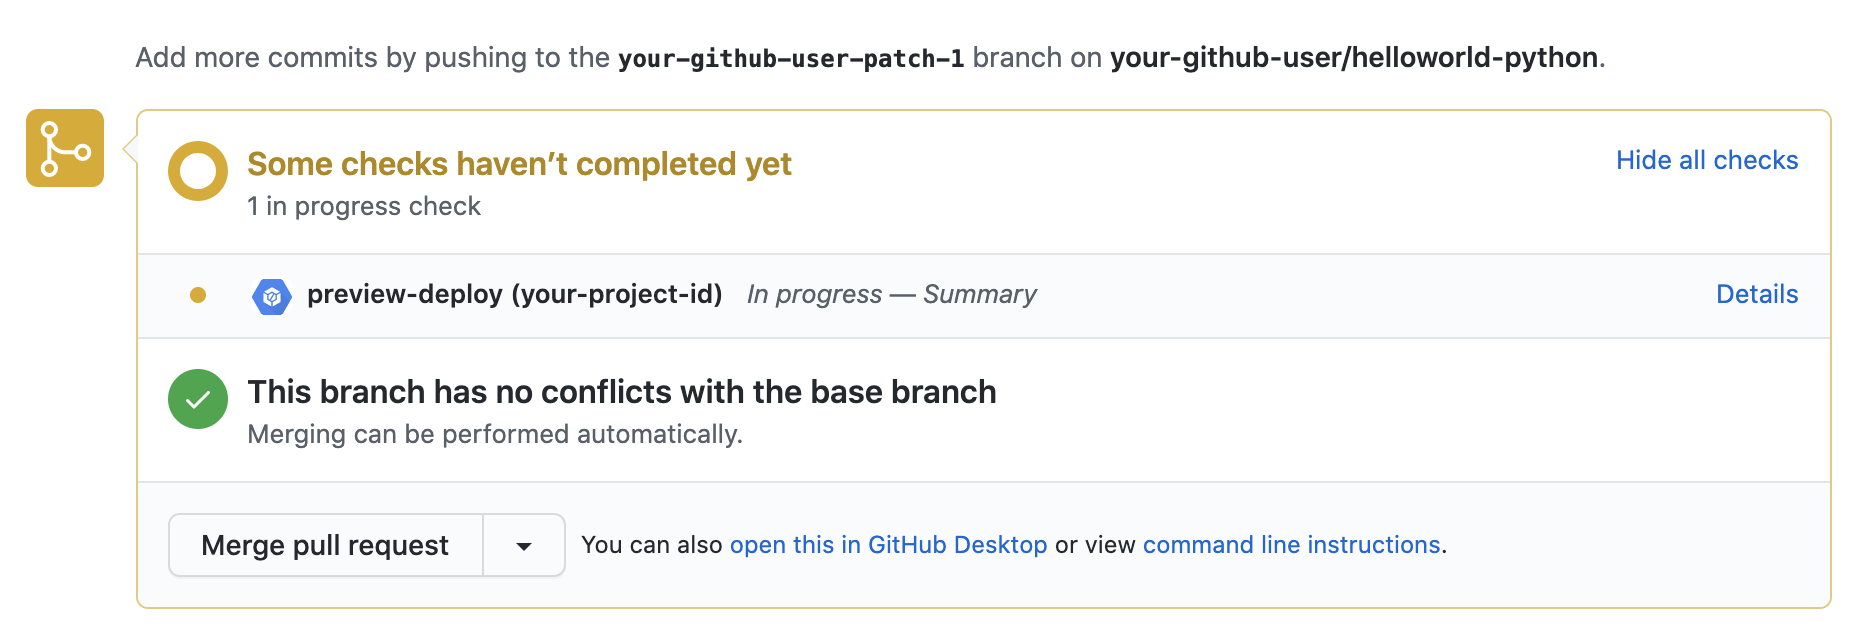 Add more commits by pushing to the your-github-user-patch-1 branch on your-github-user/helloworld-python.
Some checks haven’t completed yet
Hide all checks
1 in progress check
preview-deploy (your-project-id) In progress — Summary
Details
This branch has no conflicts with the base branch
Merging can be performed automatically.
Merge pull request
You can also open this in GitHub Desktop or view command line instructions.